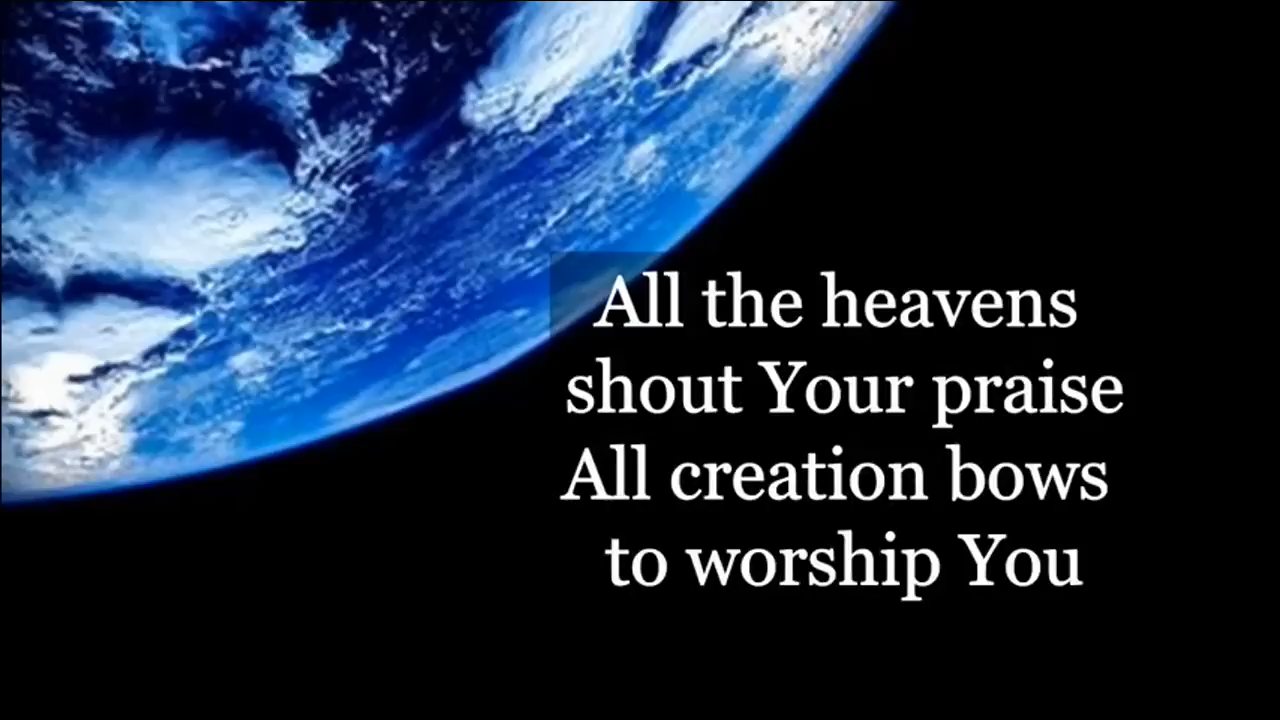 All the heavens
shout Your praise
All creation bows
to worship You